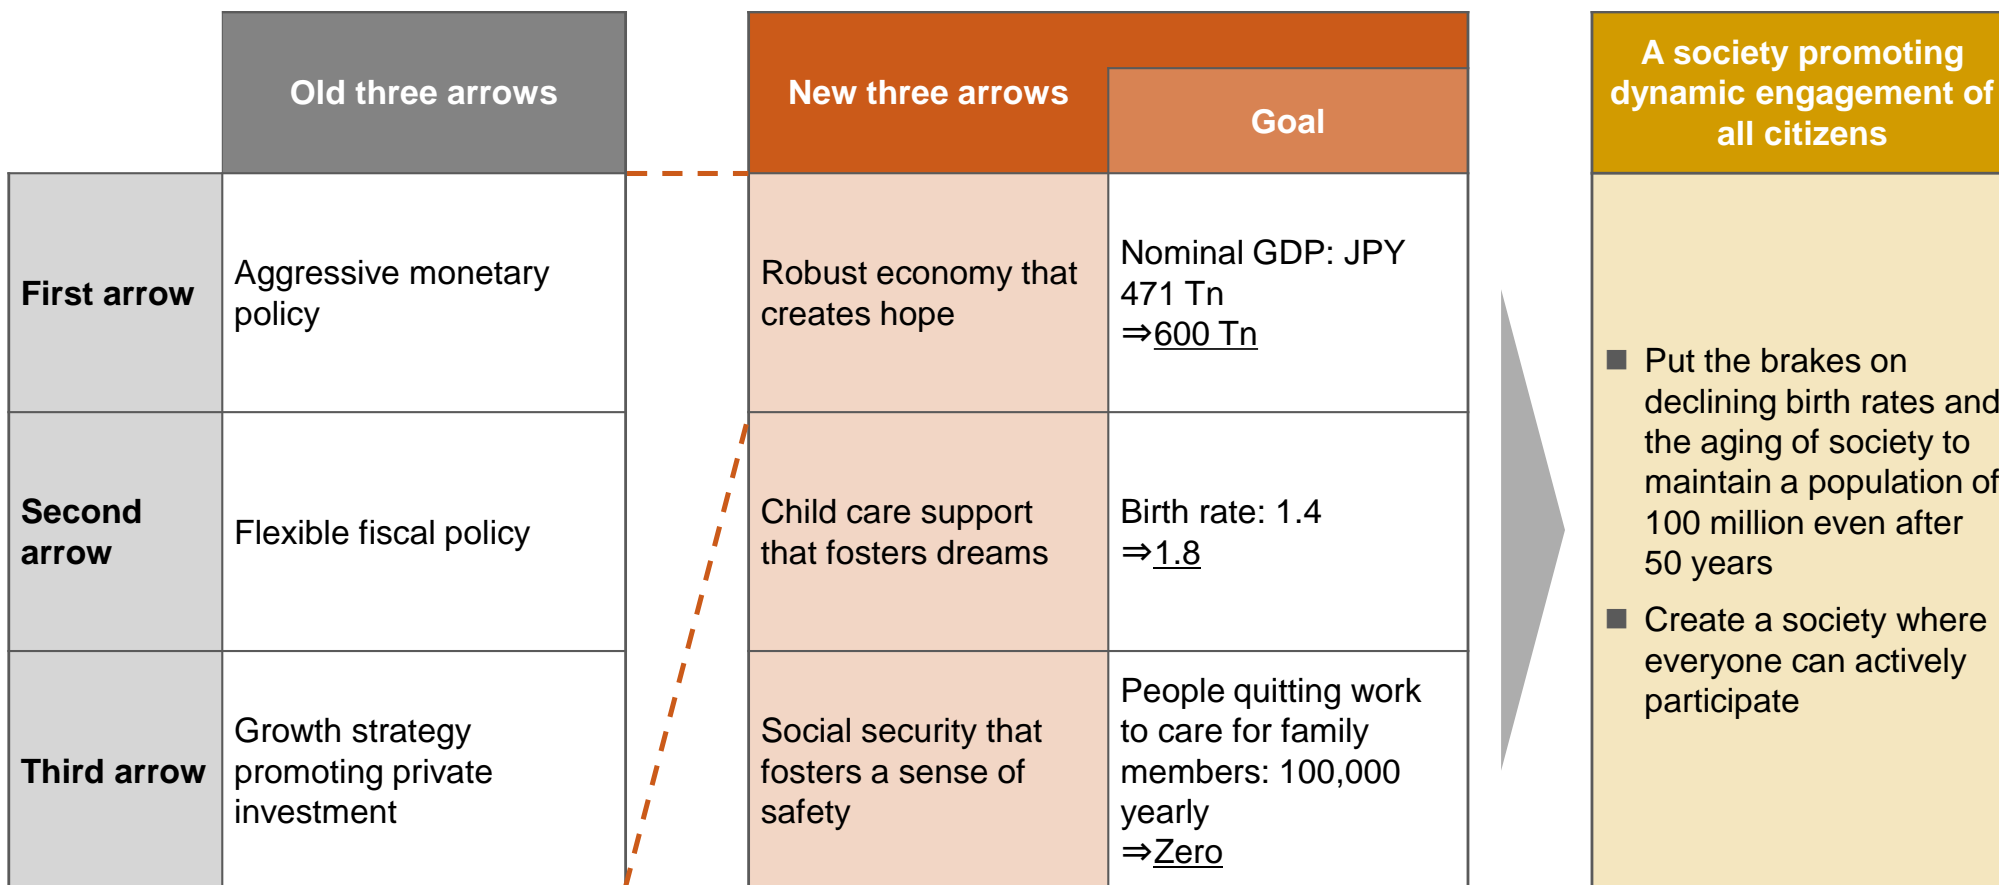 Old three arrows
New three arrows
Goal
A society promoting
dynamic engagement of
all citizens
First arrow
Aggressive monetary
policy
Robust economy that
creates hope
Nominal GDP: JPY
471 Tn
⇒600 Tn
Second
arrow
Flexible fiscal policy
Child care support
that fosters dreams
Birth rate: 1.4
⇒1.8
Third arrow
Growth strategy
promoting private
investment
Social security that
fosters a sense of
safety
People quitting work
to care for family
members: 100,000
yearly
⇒Zero
■ Put the brakes on
declining birth rates and
the aging of society to
maintain a population of
100 million even after
50 years
■ Create a society where
everyone can actively
participate